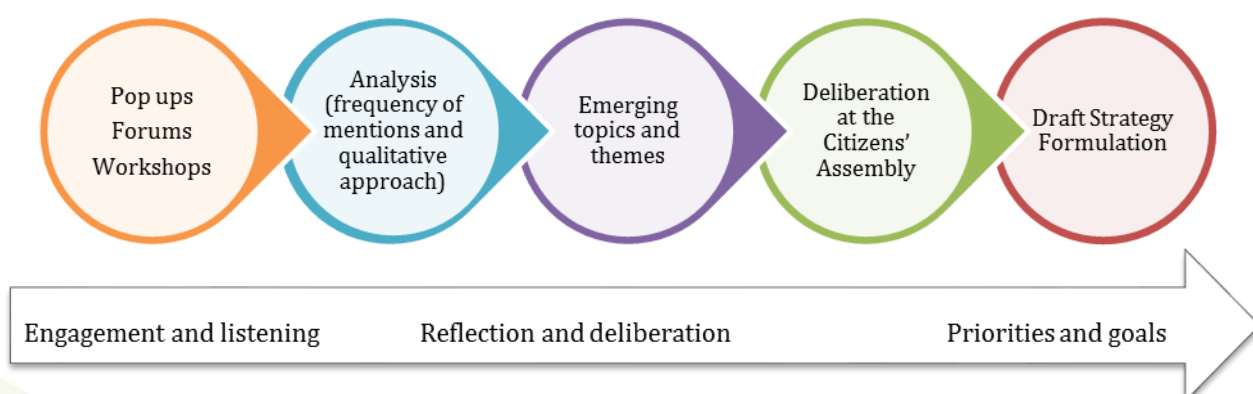 Pop ups
Forums
Workshops
Analysis
(frequency of
mentions and
qualitative
approach)
Emerging
topics and
themes
Deliberation
at the
Citizens’
Assembly
Draft Strategy
Formulation
Engagement and listening
Reflection and deliberation
Priorities and goals